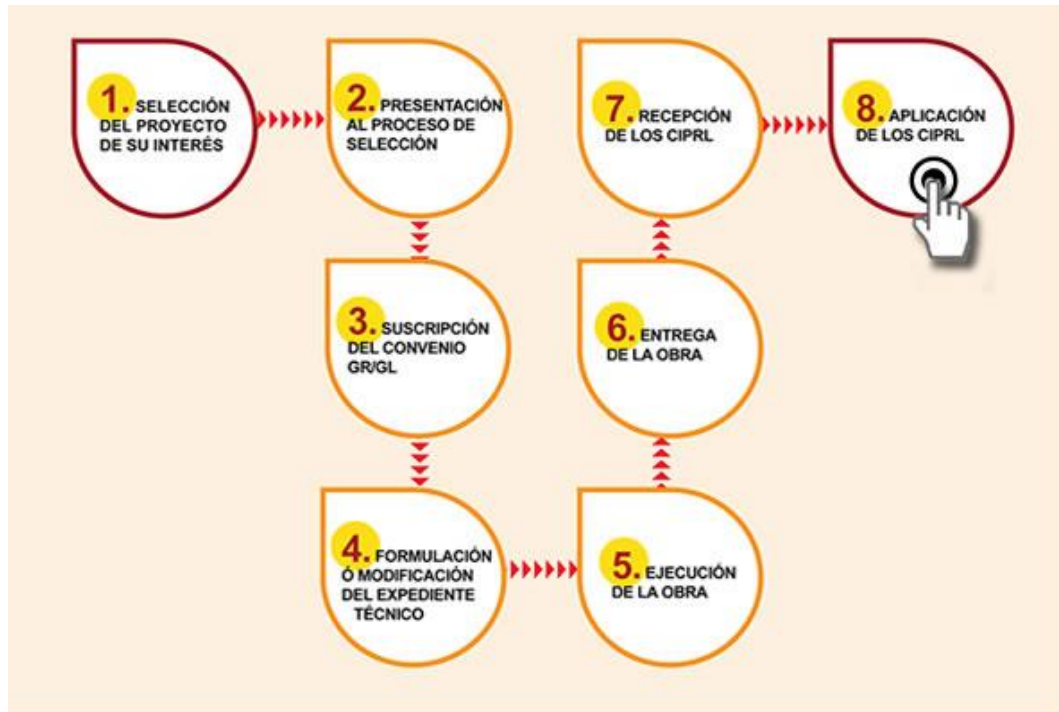 1. SELECCIÓN
DEL PROYECTO
DE SU INTERÉS
2. PRESENTACIÓN
AL PROCESO DE
SELECCIÓN
3. SUSCRIPCIÓN
DEL CONVENIO
GR/GL
4. FORMULACIÓN
Ó MODIFICACIÓN
DEL EXPEDIENTE
TÉCNICO
5. EJECUCIÓN
DE LA OBRA
6. ENTREGA
DE LA OBRA
7. RECEPCIÓN
DE LOS CIPRL
8. APLICACIÓN
DE LOS CIPRL